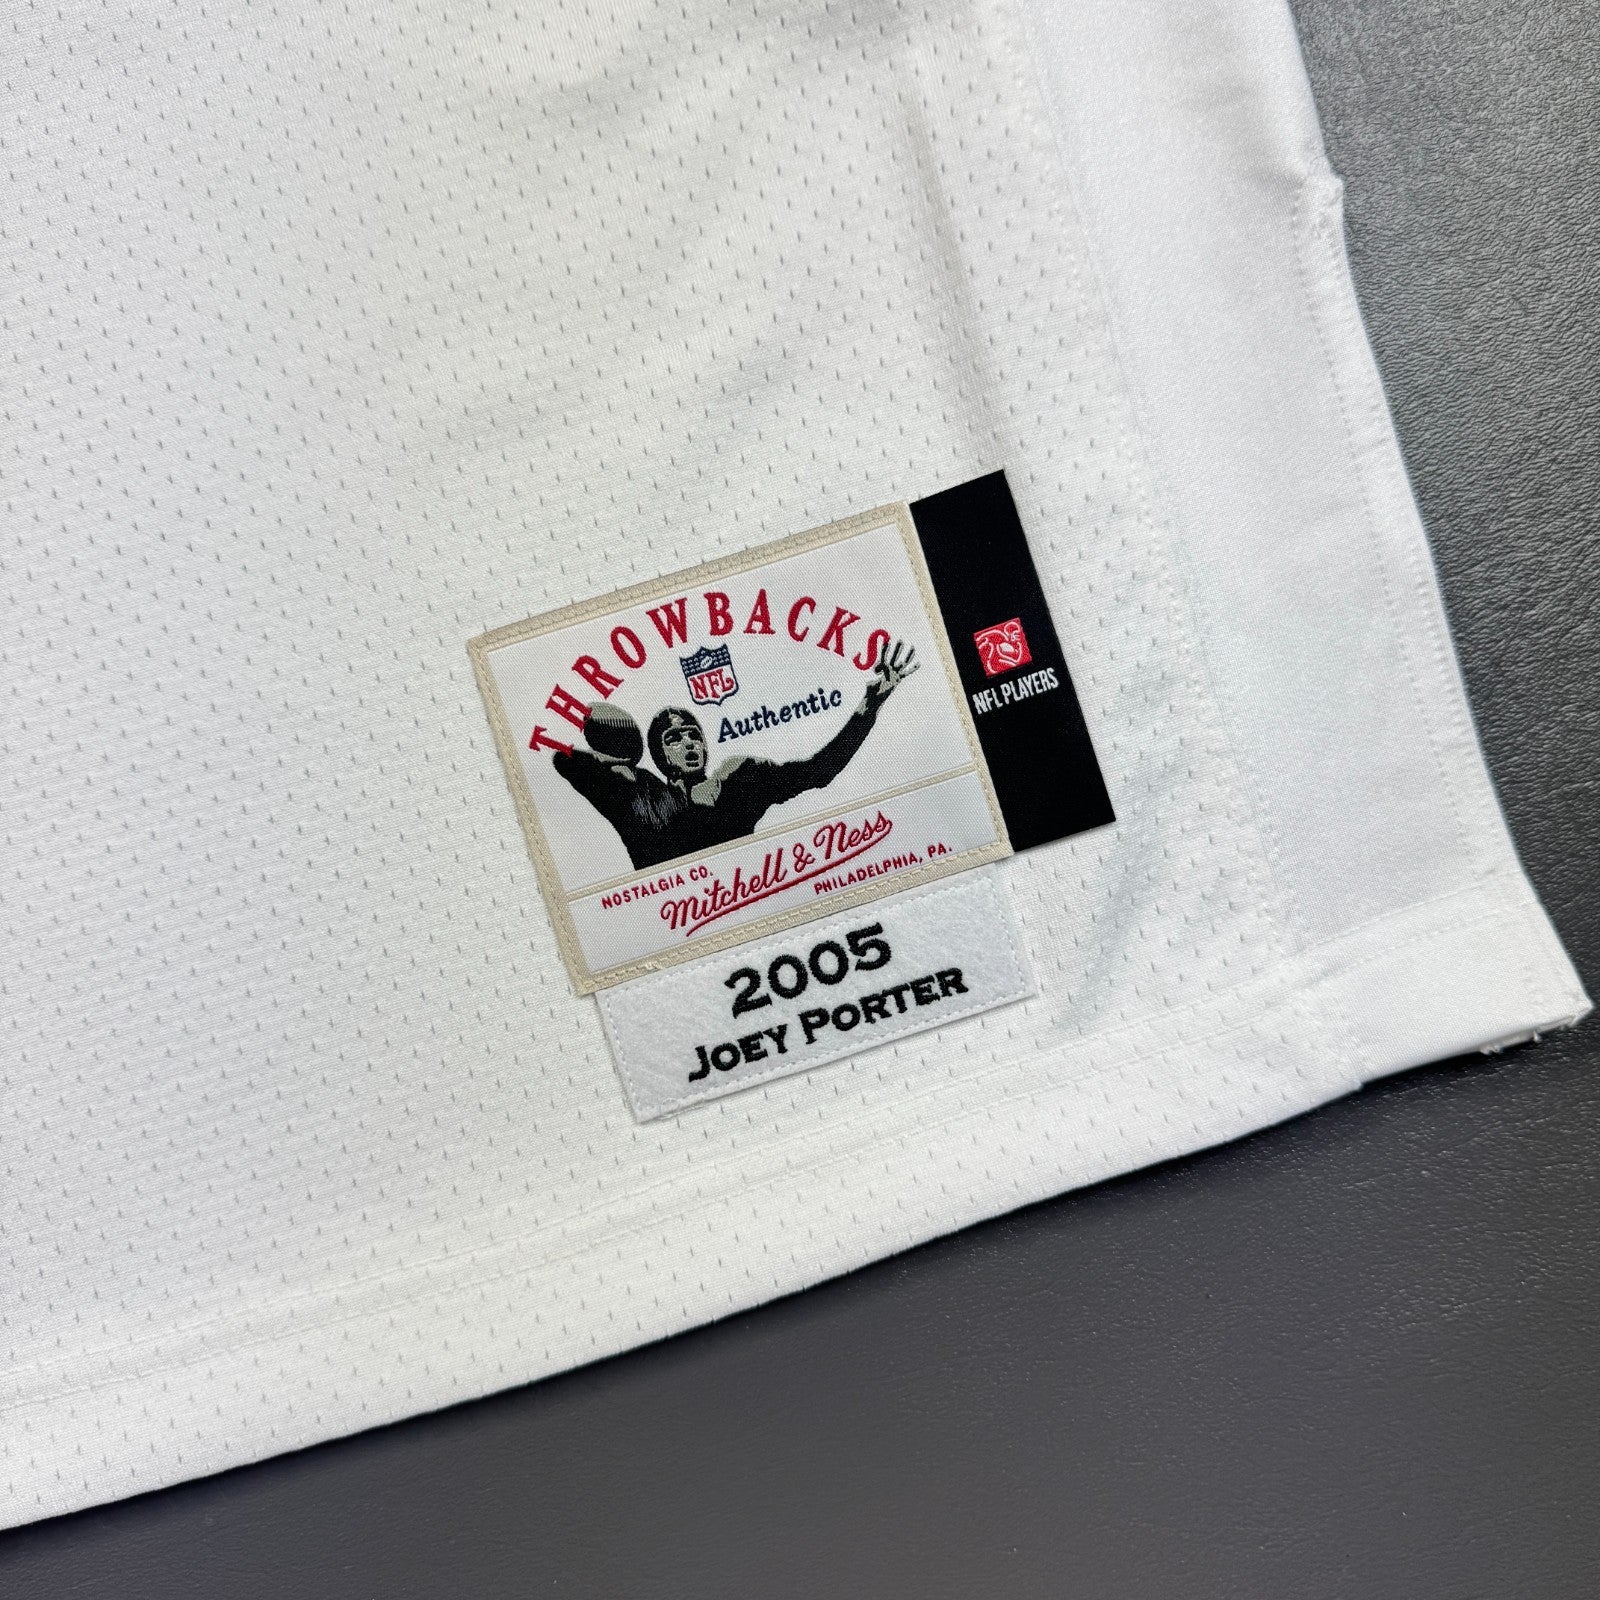 THROWBACKS
NFL
Authentic
NFL PLAYERS
NOSTALGIA CO.
Mitchell & Ness
PHILADELPHIA, PA.
2005
JOEY PORTER